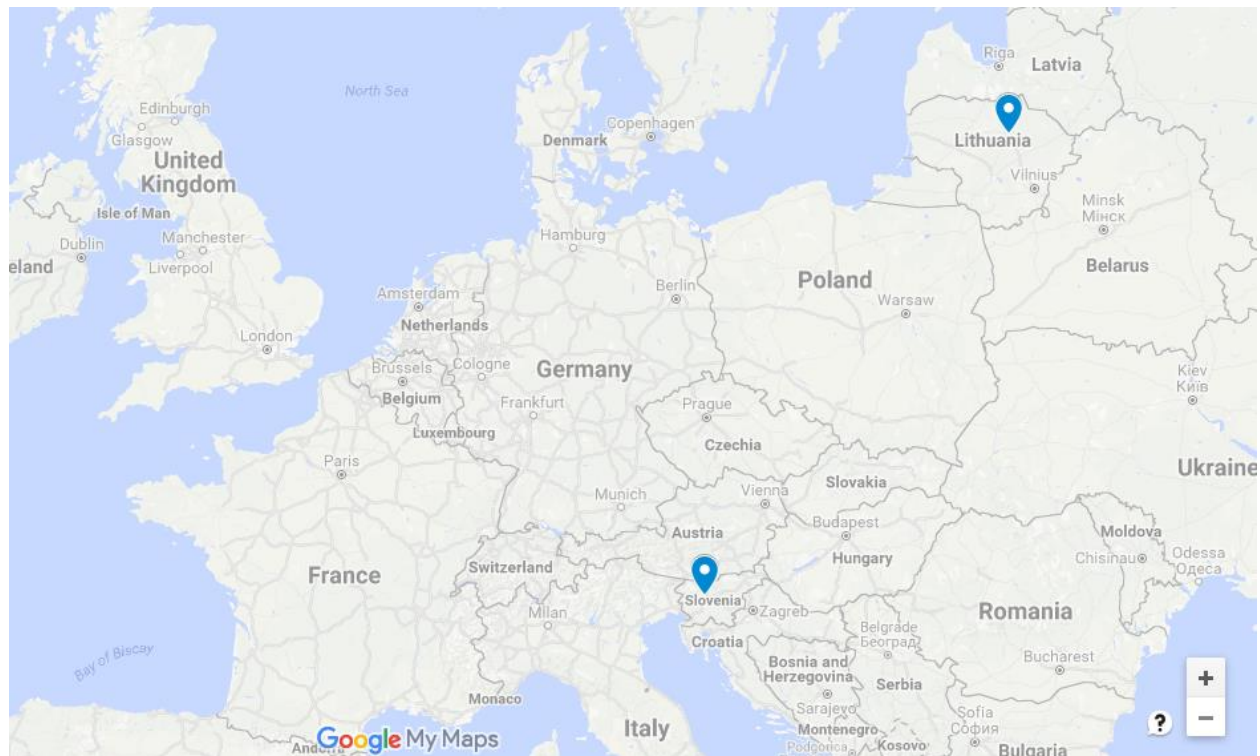 Riga
Latvia
North Sea
Edinburgh
Glasgow
Denmark
Copenhagen
Lithuania
United
Kingdom
Vilnius
Isle of Man
Minsk
Мінск
Dublin
Manchester
Hamburg
eland
Liverpool
Belarus
Poland
Berlin
Amsterdam
Warsaw
Netherlands
London
Cologne
Germany
Brussels
Kiev
Київ
Belgium
Frankfurt
Prague
Luxembourg
Czechia
Paris
Ukraine
Slovakia
Munich
Vienna
Austria
Budapest
Moldova
Hungary
Chisinau
Odessa
Одеса
Switzerland
France
Slovenia
Zagreb
Milan
Romania
Belgrade
Београд
Croatia
Bay of Biscay
Bosnia and
Herzegovina
Bucharest
Serbia
Monaco
Sarajevo
Italy
Montenegro
Sofia
София
Podgorica
Kosovo
Andorra
Google My Maps
Bulgaria
+
?
−